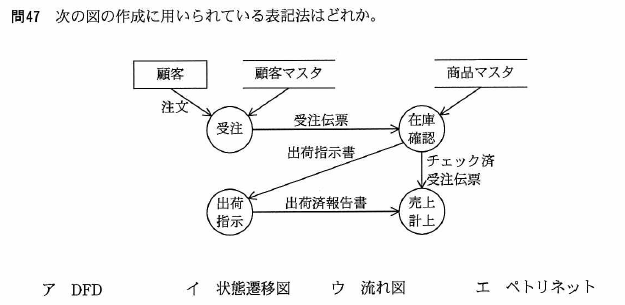 問47 次の図の作成に用いられている表記法はどれか。
顧客
顧客マスタ
商品マスタ
注文
受注
受注伝票
在庫
確認
出荷指示書
チェック済
受注伝票
出荷
指示
出荷済報告書
売上
計上
ア DFD イ 状態遷移図 ウ 流れ図 エ ペトリネット